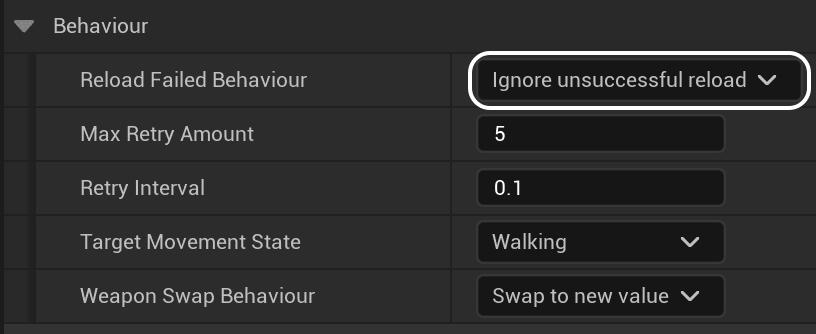 Behaviour
Reload Failed Behaviour Ignore unsuccessful reload
Max Retry Amount 5
Retry Interval 0.1
Target Movement State Walking
Weapon Swap Behaviour Swap to new value